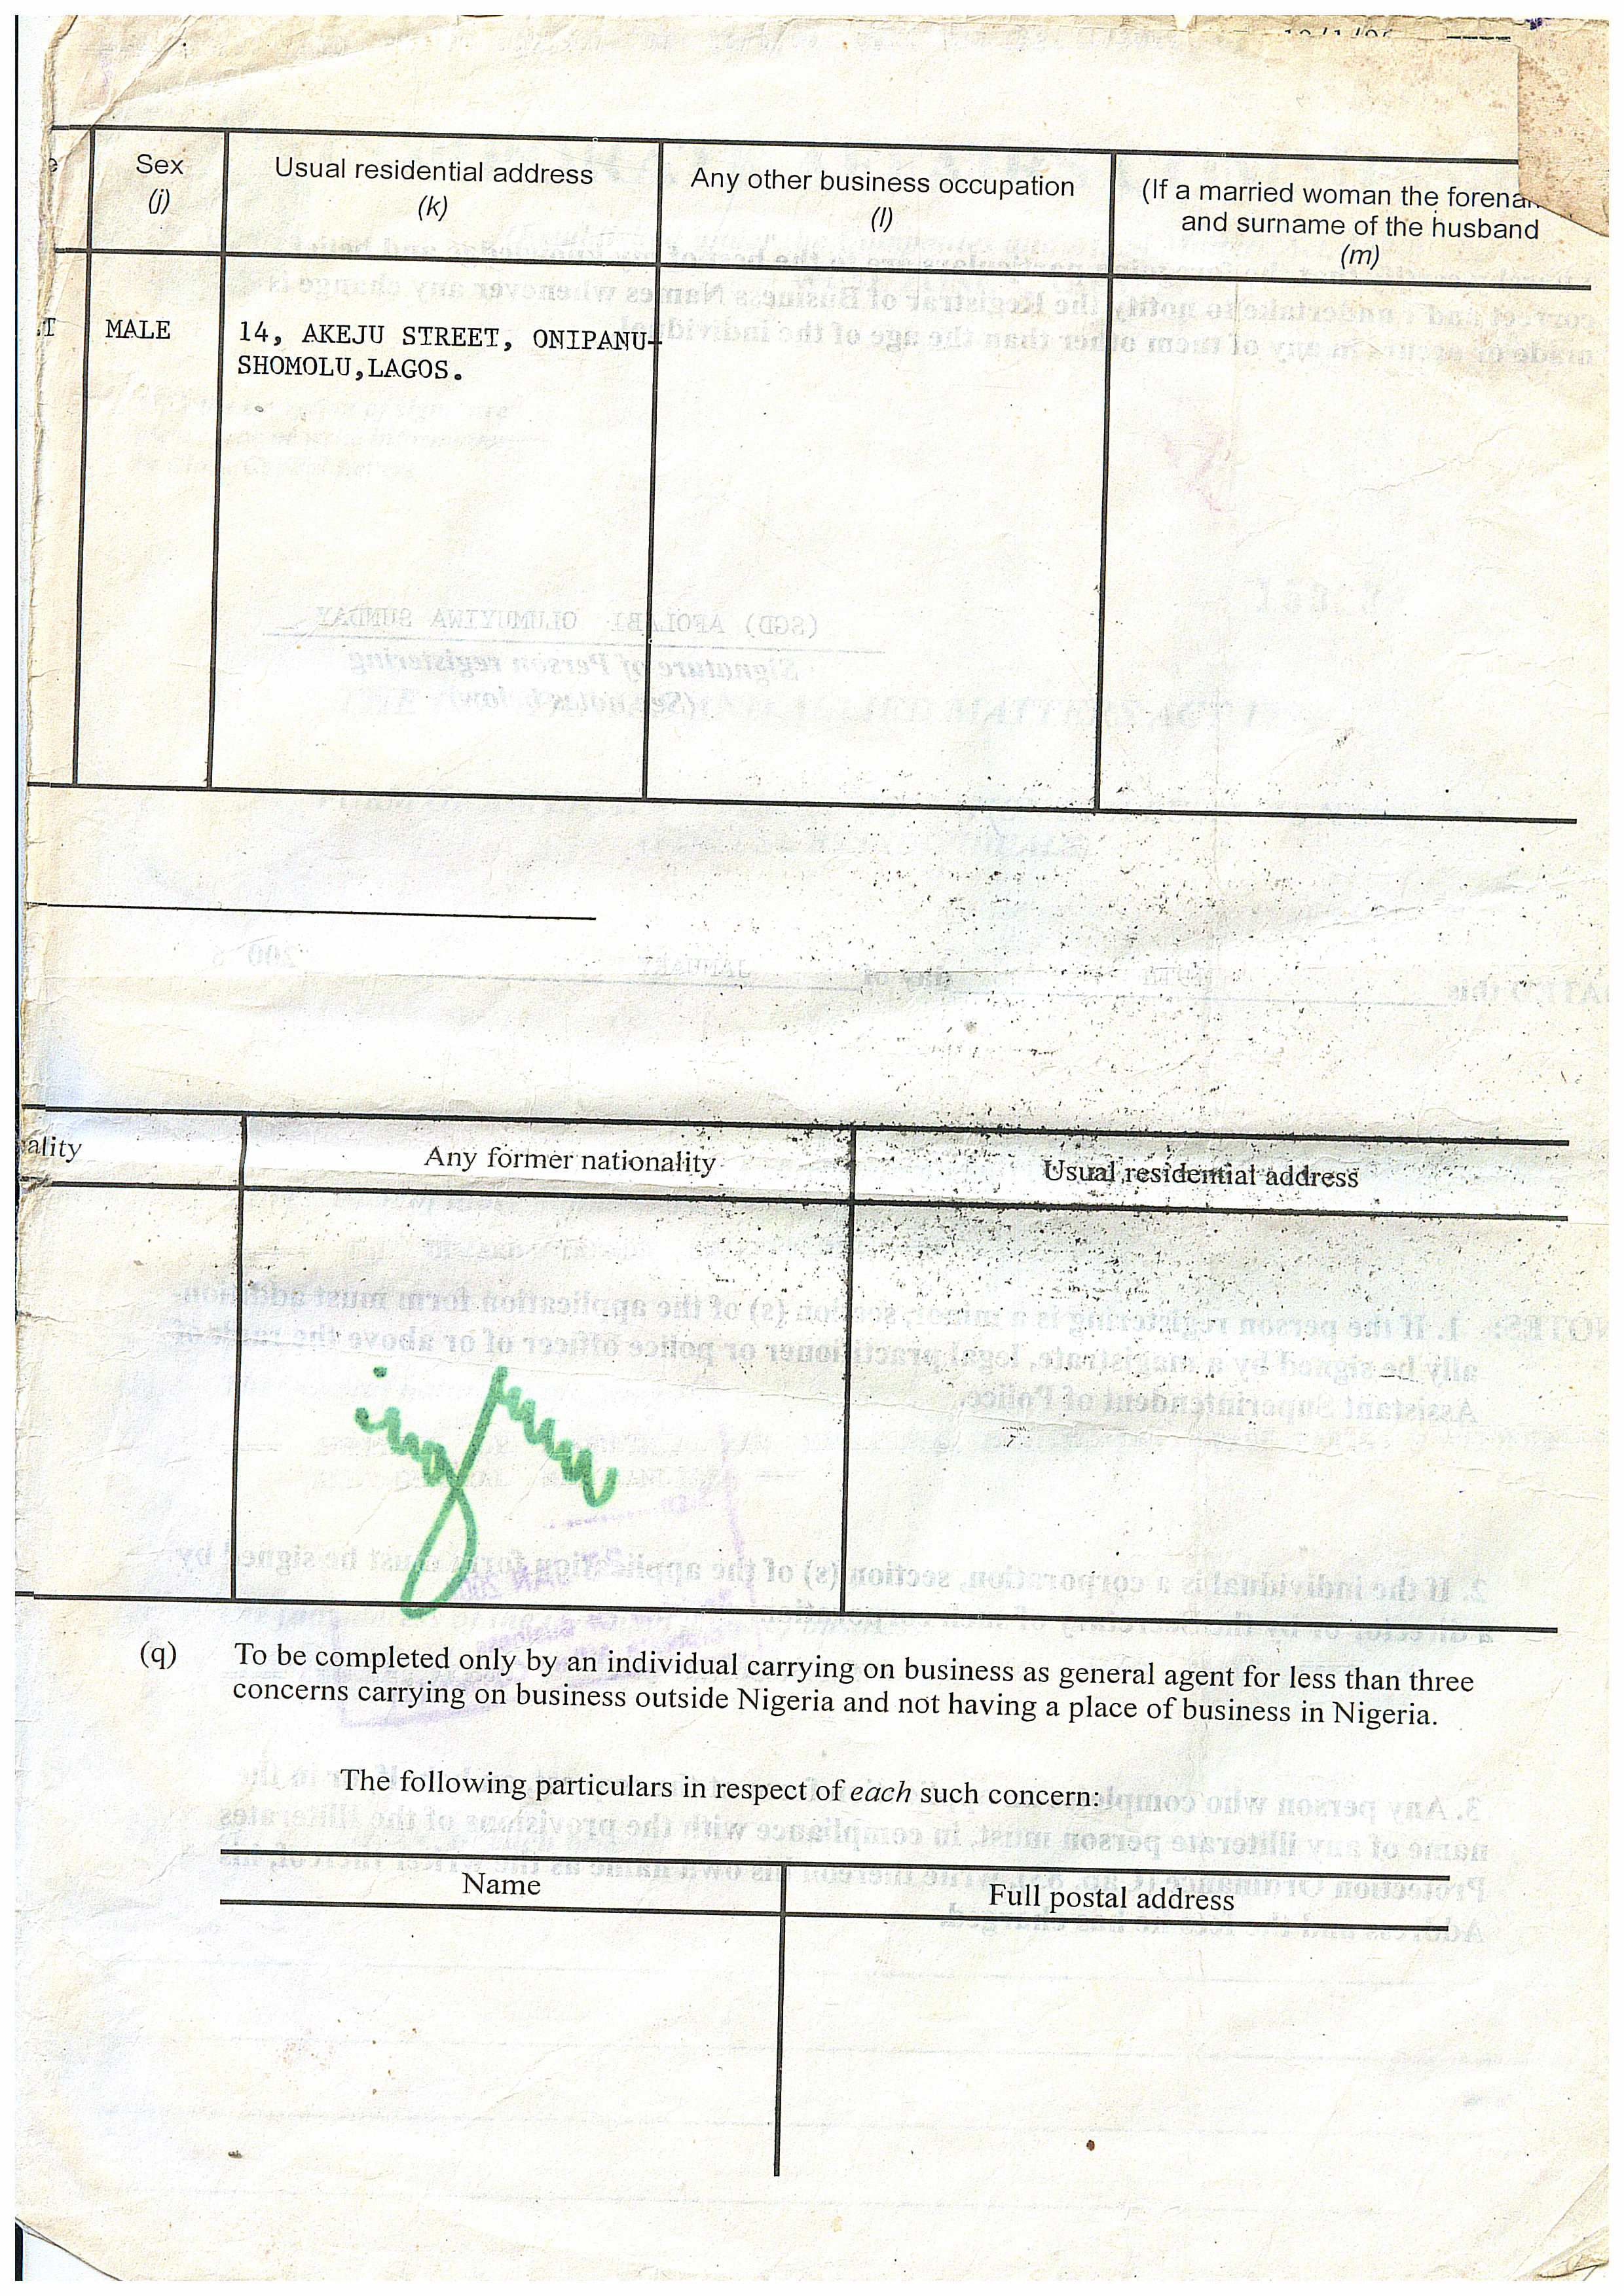 Sex
(j)
Usual residential address
(k)
Any other business occupation
(l)
(If a married woman the forena
and surname of the husband
(m)
MALE
14, AKEJU STREET, ONIPANU-
SHOMOLU,LAGOS.
ality
Any former nationality
Usual residential address
(q) To be completed only by an individual carrying on business as general agent for less than three
concerns carrying on business outside Nigeria and not having a place of business in Nigeria.
The following particulars in respect of each such concern:
Name
Full postal address